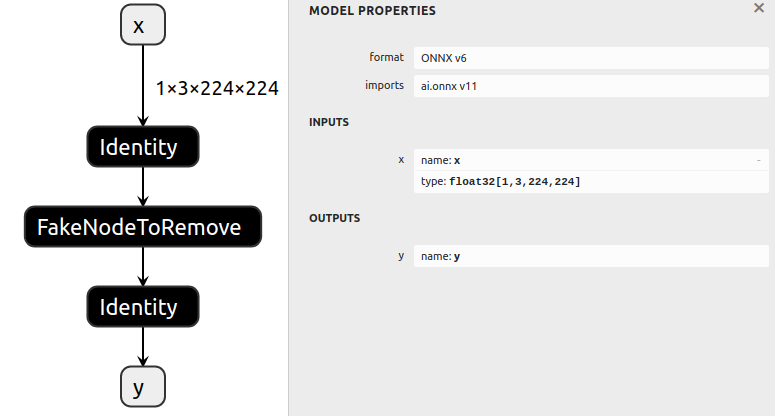 x
1×3×224×224
Identity
FakeNodeToRemove
Identity
y
MODEL PROPERTIES
×
format ONNX v6
imports ai.onnx v11
INPUTS
x name: x -
type: float32[1,3,224,224]
OUTPUTS
y name: y